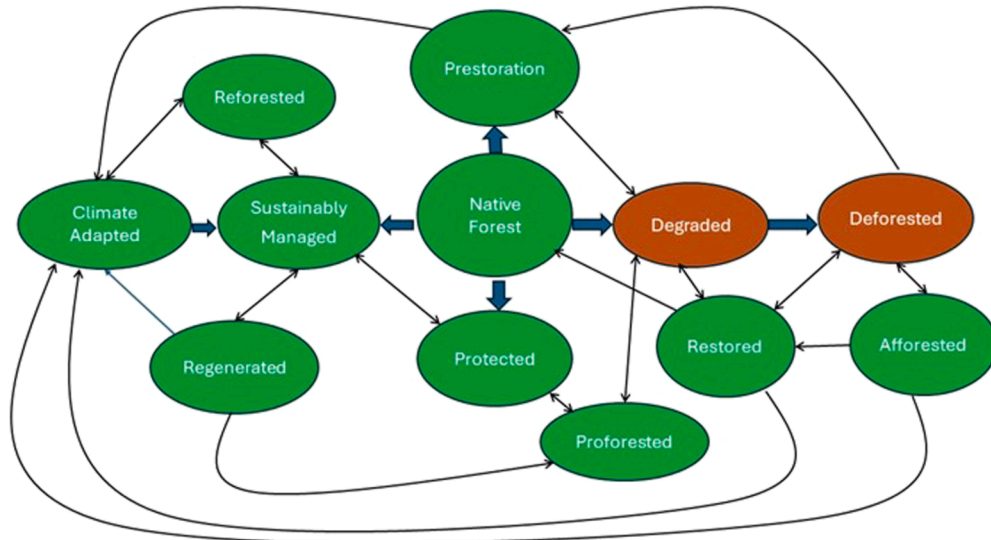 Prestoration
Reforested
Climate
Adapted
Sustainably
Managed
Native
Forest
Degraded
Deforested
Regenerated
Protected
Restored
Afforested
Proforested